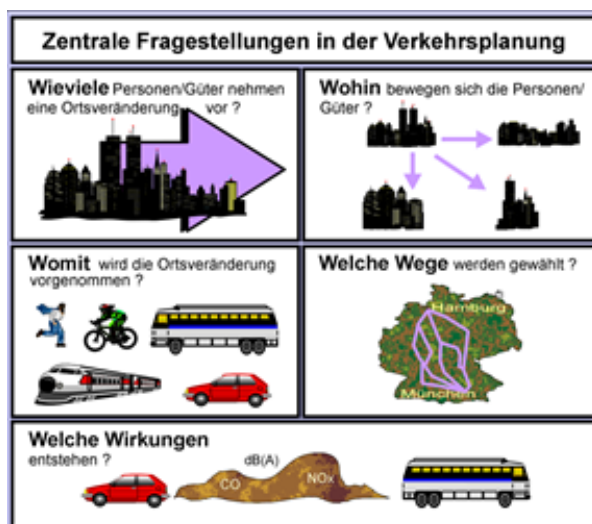 Zentrale Fragestellungen in der Verkehrsplanung
Wieviele Personen/Güter nehmen
eine Ortsveränderung vor ?
Wohin bewegen sich die Personen/
Güter ?
Womit wird die Ortsveränderung
vorgenommen ?
Welche Wege werden gewählt ?
Hamburg
München
Welche Wirkungen
entstehen ?
dB(A)
CO
NOx